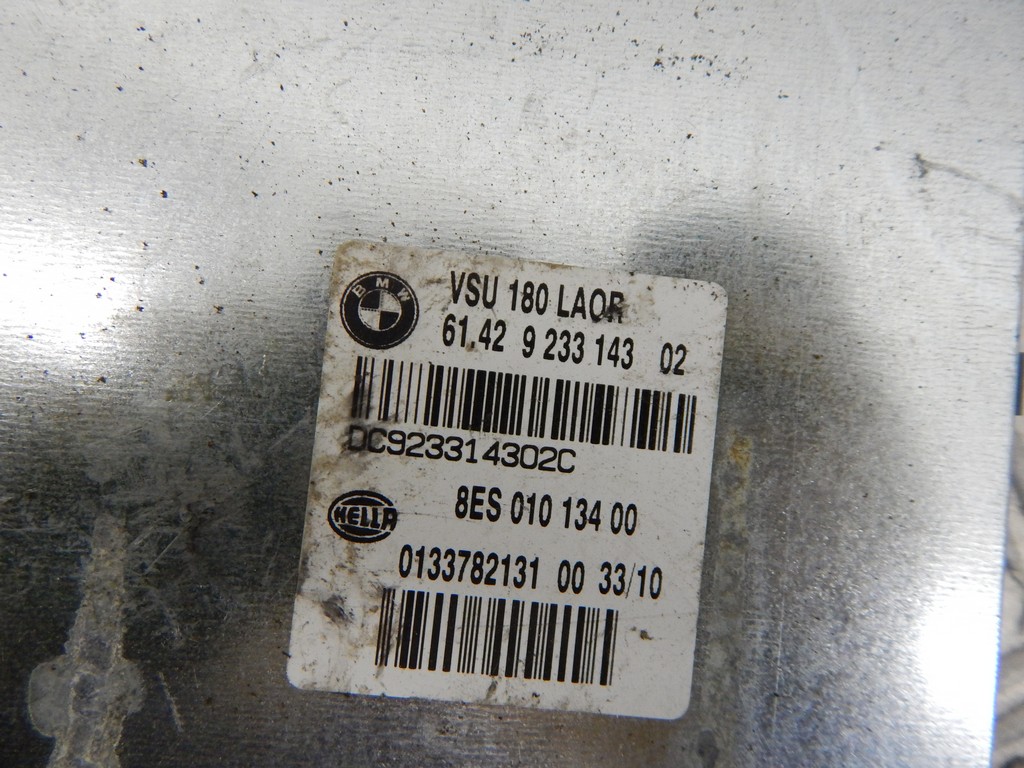 BMW
VSU 180 LAOR
61.42 9 233 143 02
DC923314302C
HELLA
8ES 010 134 00
0133782131 00 33/10